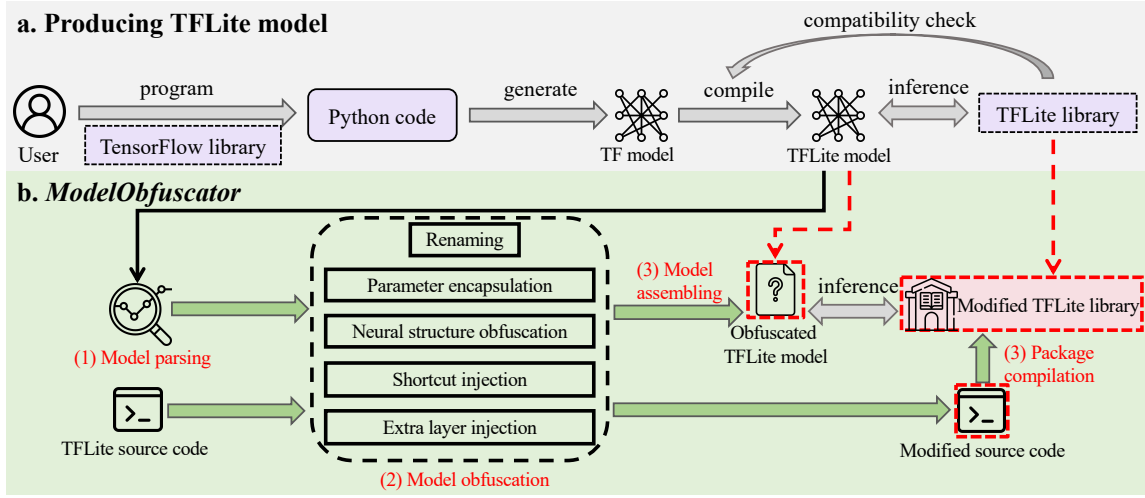 a. Producing TFLite model
compatibility check
program
generate
compile
inference
Python code
TFLite library
TensorFlow library
User
TF model
TFLite model
b. ModelObfuscator
Renaming
Parameter encapsulation
Neural structure obfuscation
Shortcut injection
Extra layer injection
(3) Model
assembling
?
inference
Modified TFLite library
Obfuscated
TFLite model
(1) Model parsing
(3) Package
compilation
TFLite source code
Modified source code
(2) Model obfuscation